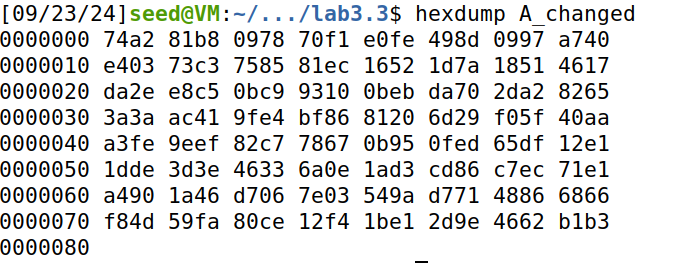 [09/23/24]seed@VM:~/.../lab3.3$ hexdump A_changed
0000000 74a2 81b8 0978 70f1 e0fe 498d 0997 a740
0000010 e403 73c3 7585 81ec 1652 1d7a 1851 4617
0000020 da2e e8c5 0bc9 9310 0beb da70 2da2 8265
0000030 3a3a ac41 9fe4 bf86 8120 6d29 f05f 40aa
0000040 a3fe 9eef 82c7 7867 0b95 0fed 65df 12e1
0000050 1dde 3d3e 4633 6a0e 1ad3 cd86 c7ec 71e1
0000060 a490 1a46 d706 7e03 549a d771 4886 6866
0000070 f84d 59fa 80ce 12f4 1be1 2d9e 4662 b1b3
0000080